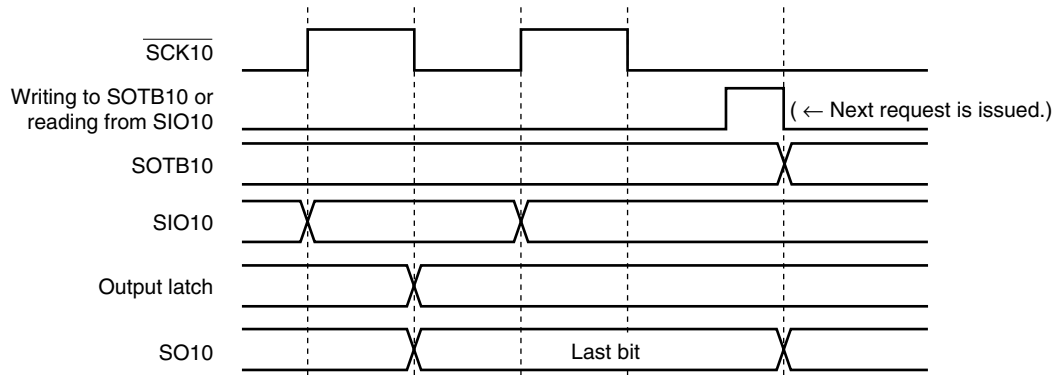 SCK10
Writing to SOTB10 or
reading from SIO10
( ← Next request is issued.)
SOTB10
SIO10
Output latch
SO10
Last bit